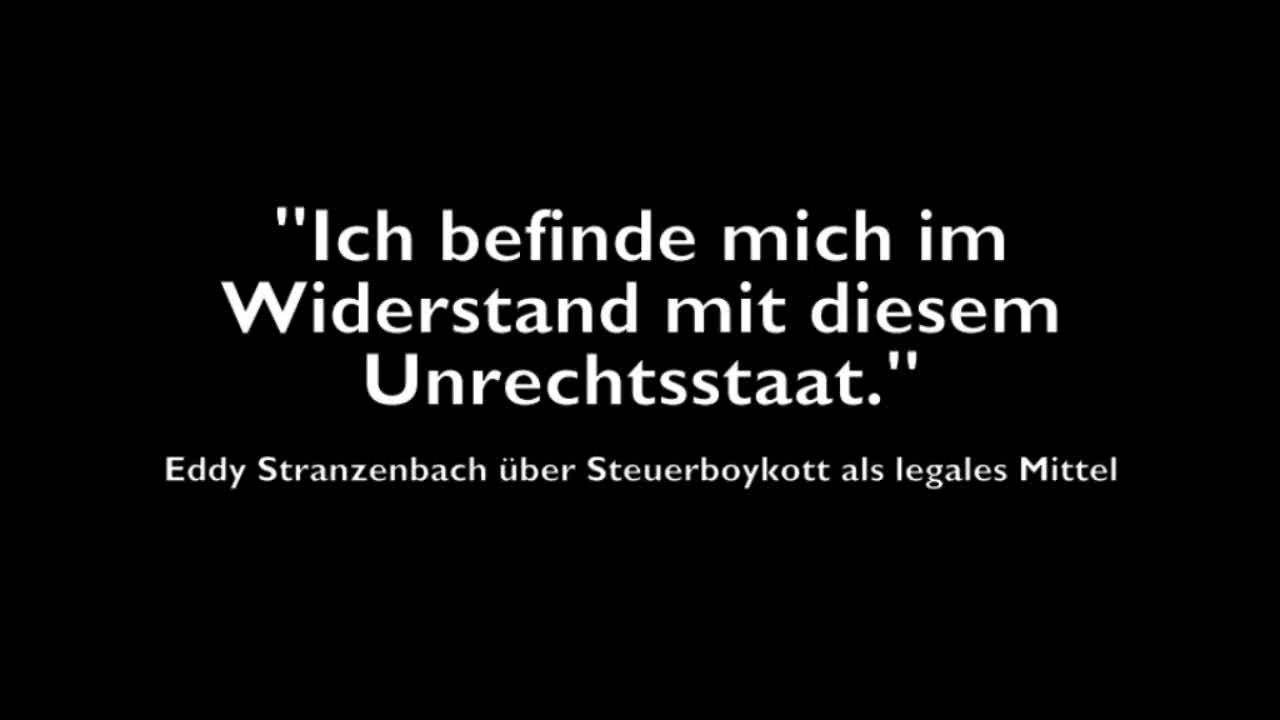 "Ich befinde mich im
Widerstand mit diesem
Unrechtsstaat."
Eddy Stranzenbach über Steuerboykott als legales Mittel